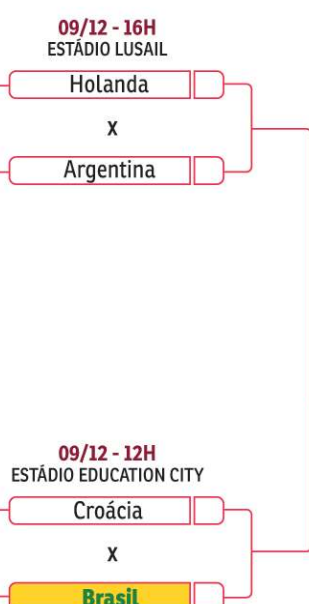 09/12 - 16H
ESTÁDIO LUSAIL
Holanda
X
Argentina
09/12 - 12H
ESTÁDIO EDUCATION CITY
Croácia
X
Brasil